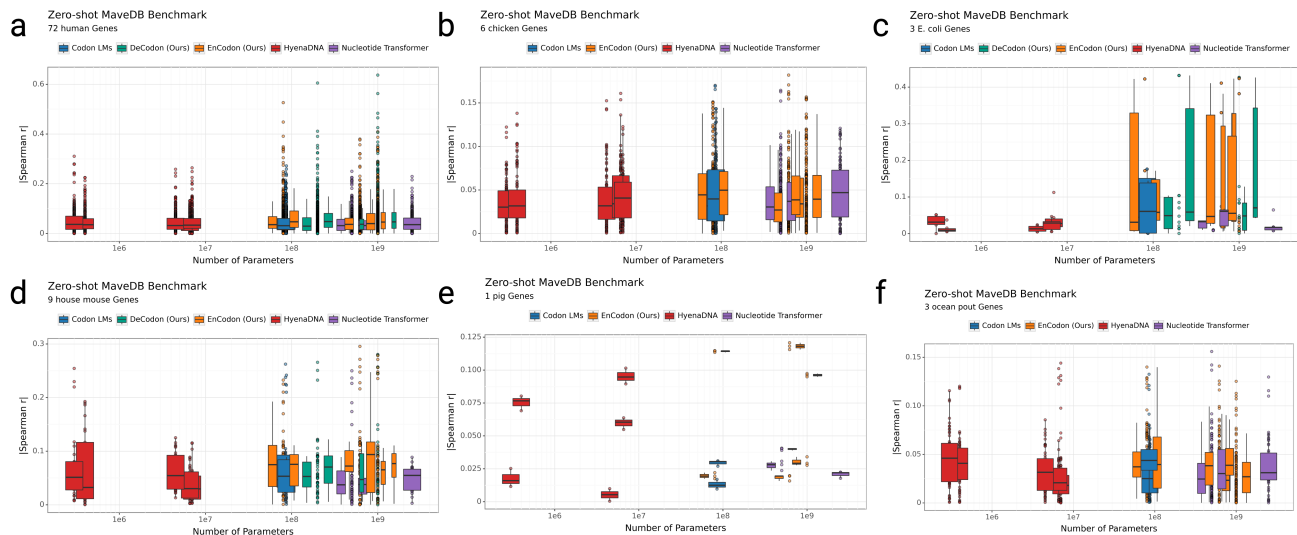 a
Zero-shot MaveDB Benchmark
72 human Genes
Codon LMs DeCodon (Ours) EnCodon (Ours) HyenaDNA Nucleotide Transformer
|Spearman r|
0.6
0.4
0.2
0
1e6 1e7 1e8 1e9
Number of Parameters
b
Zero-shot MaveDB Benchmark
6 chicken Genes
Codon LMs EnCodon (Ours) HyenaDNA Nucleotide Transformer
|Spearman r|
0.15
0.10
0.05
0.00
1e6 1e7 1e8 1e9
Number of Parameters
c
Zero-shot MaveDB Benchmark
3 E. coli Genes
Codon LMs DeCodon (Ours) EnCodon (Ours) HyenaDNA Nucleotide Transformer
|Spearman r|
0.4
0.3
0.2
0.1
0
1e6 1e7 1e8 1e9
Number of Parameters
d
Zero-shot MaveDB Benchmark
9 house mouse Genes
Codon LMs DeCodon (Ours) EnCodon (Ours) HyenaDNA Nucleotide Transformer
|Spearman r|
0.3
0.2
0.1
0
1e6 1e7 1e8 1e9
Number of Parameters
e
Zero-shot MaveDB Benchmark
1 pig Genes
Codon LMs EnCodon (Ours) HyenaDNA Nucleotide Transformer
|Spearman r|
0.125
0.100
0.075
0.050
0.025
0
1e6 1e7 1e8 1e9
Number of Parameters
f
Zero-shot MaveDB Benchmark
3 ocean pout Genes
Codon LMs EnCodon (Ours) HyenaDNA Nucleotide Transformer
|Spearman r|
0.15
0.10
0.05
0.00
1e6 1e7 1e8 1e9
Number of Parameters